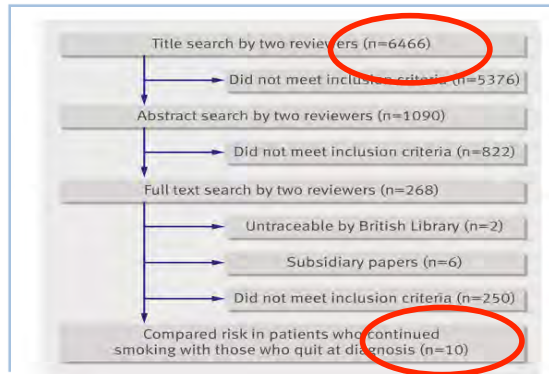 Title search by two reviewers (n=6466)
Did not meet inclusion criteria (n=5376)
Abstract search by two reviewers (n=1090)
Did not meet inclusion criteria (n=822)
Full text search by two reviewers (n=268)
Untraceable by British Library (n=2)
Subsidiary papers (n=6)
Did not meet inclusion criteria (n=250)
Compared risk in patients who continued
smoking with those who quit at diagnosis (n=10)